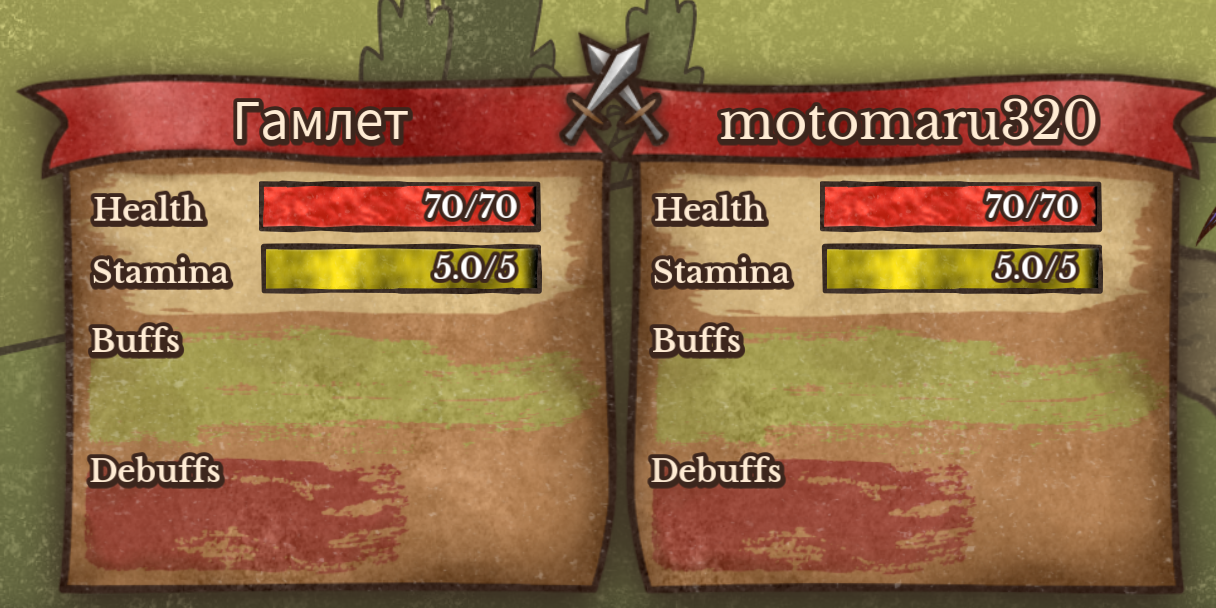 Гамлет
Health 70/70
Stamina 5.0/5
Buffs
Debuffs
motomaru320
Health 70/70
Stamina 5.0/5
Buffs
Debuffs